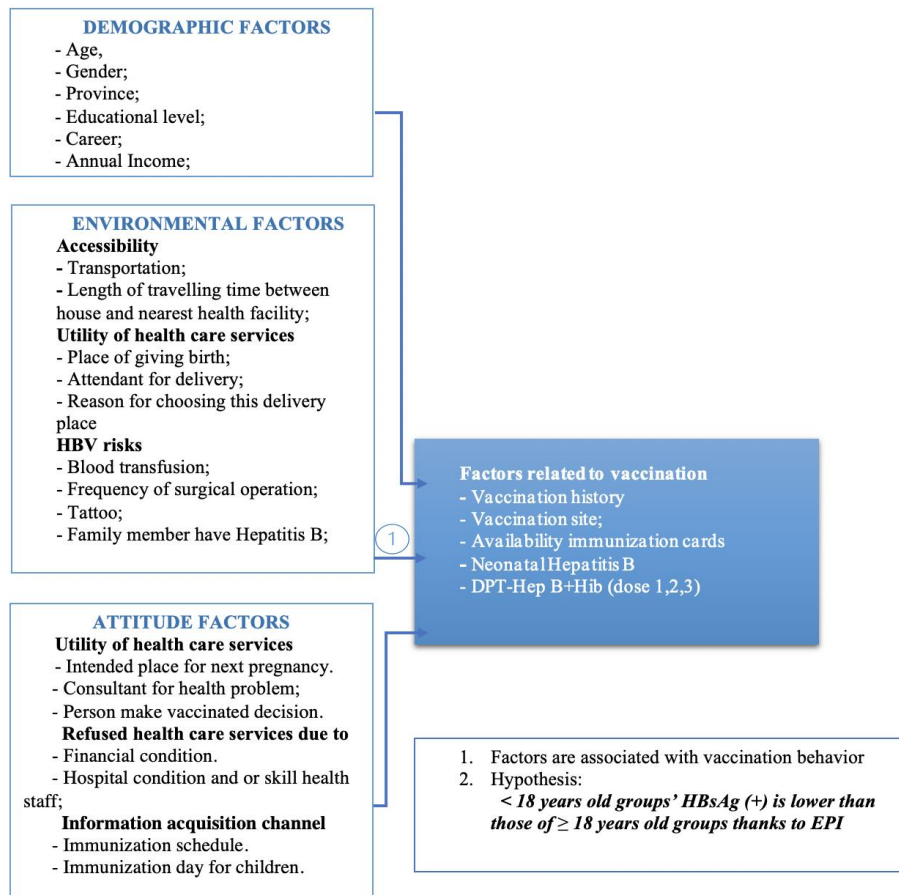 DEMOGRAPHIC FACTORS
- Age,
- Gender;
- Province;
- Educational level;
- Career;
- Annual Income;
ENVIRONMENTAL FACTORS
Accessibility
- Transportation;
- Length of travelling time between
house and nearest health facility;
Utility of health care services
- Place of giving birth;
- Attendant for delivery;
- Reason for choosing this delivery
place
HBV risks
- Blood transfusion;
- Frequency of surgical operation;
- Tattoo;
- Family member have Hepatitis B;
1
Factors related to vaccination
- Vaccination history
- Vaccination site;
- Availability immunization cards
- Neonatal Hepatitis B
- DPT-Hep B+Hib (dose 1,2,3)
ATTITUDE FACTORS
Utility of health care services
- Intended place for next pregnancy.
- Consultant for health problem;
- Person make vaccinated decision.
Refused health care services due to
- Financial condition.
- Hospital condition and or skill health
staff;
Information acquisition channel
- Immunization schedule.
- Immunization day for children.
1. Factors are associated with vaccination behavior
2. Hypothesis:
< 18 years old groups' HBsAg (+) is lower than
those of ≥ 18 years old groups thanks to EPI